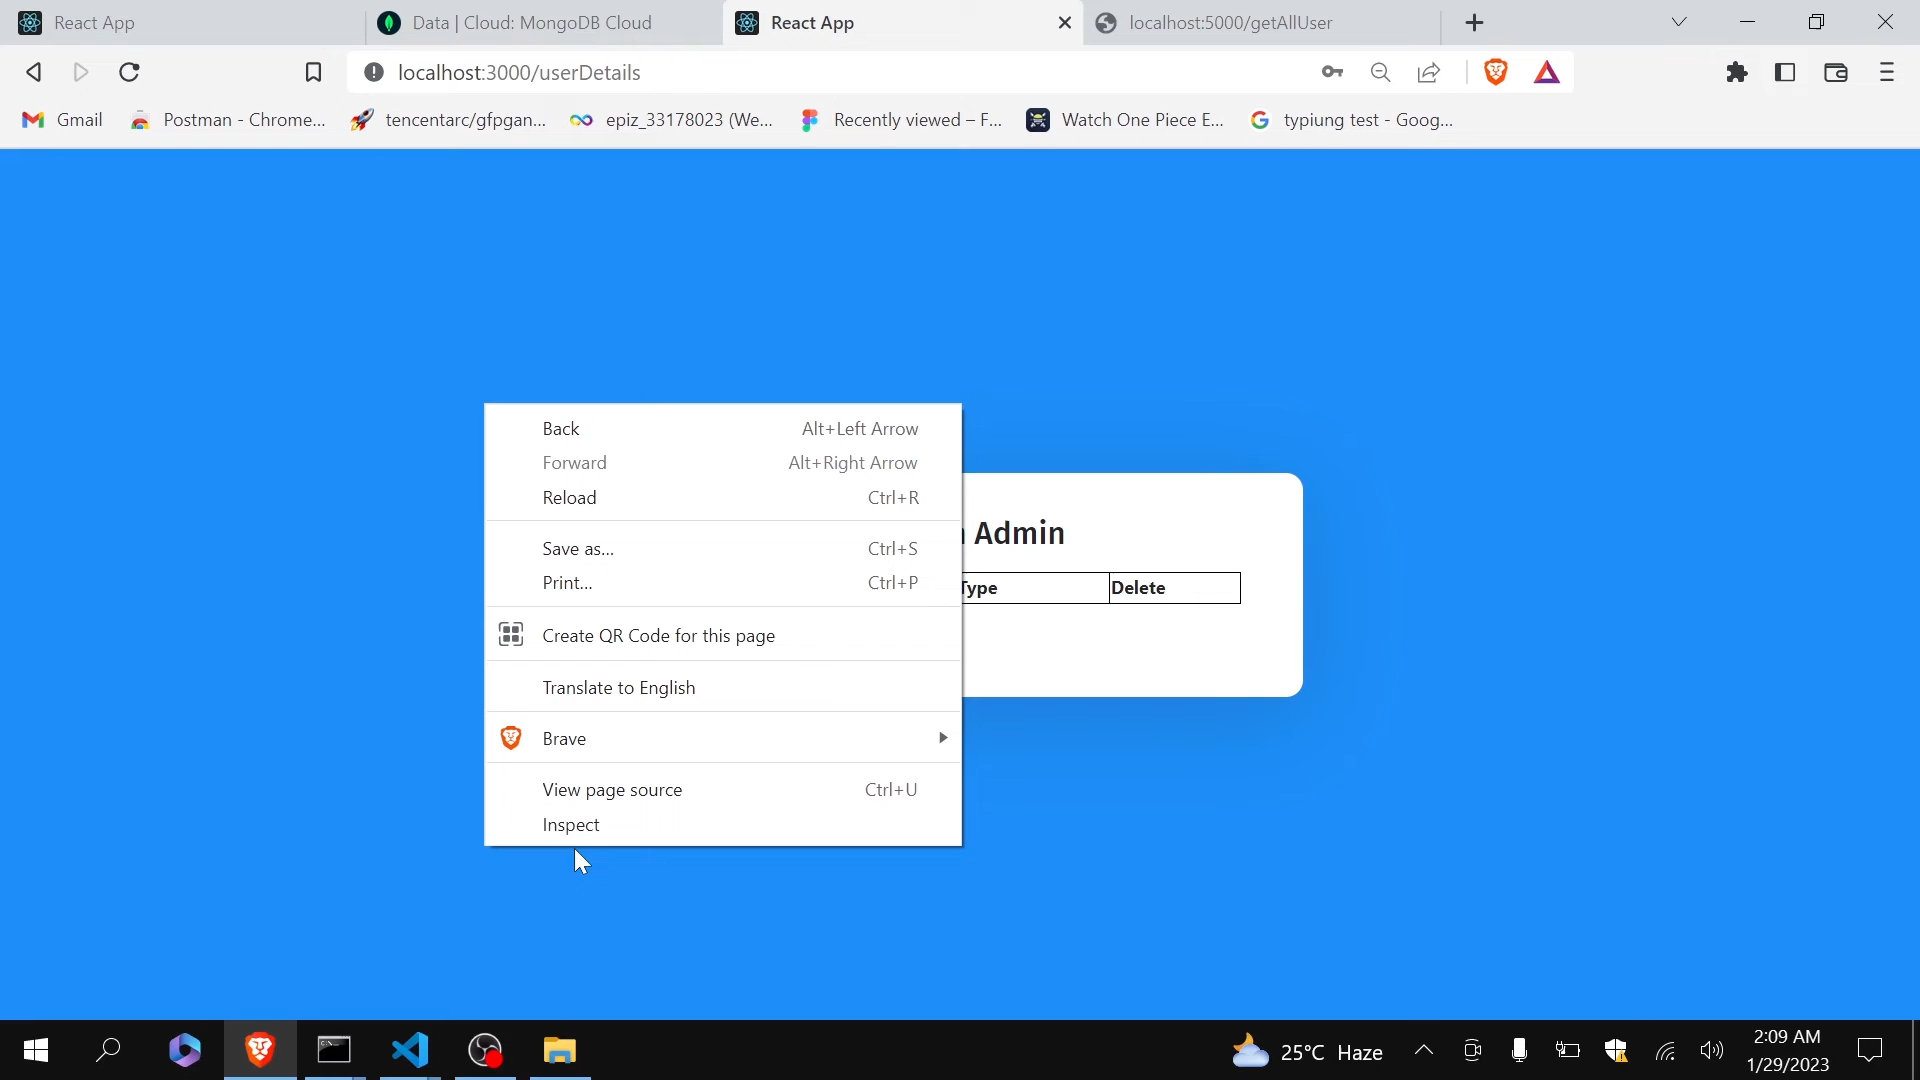 React App
Data | Cloud: MongoDB Cloud
React App
localhost:5000/getAllUser
localhost:3000/userDetails
Gmail
Postman - Chrome...
tencentarc/gfpgan...
epiz_33178023 (We...
Recently viewed – F...
Watch One Piece E...
typiung test - Goog...
Back Alt+Left Arrow
Forward Alt+Right Arrow
Reload Ctrl+R
Save as... Ctrl+S
Print... Ctrl+P
Create QR Code for this page
Translate to English
Brave
View page source Ctrl+U
Inspect
Admin
Type Delete
25°C Haze
2:09 AM
1/29/2023